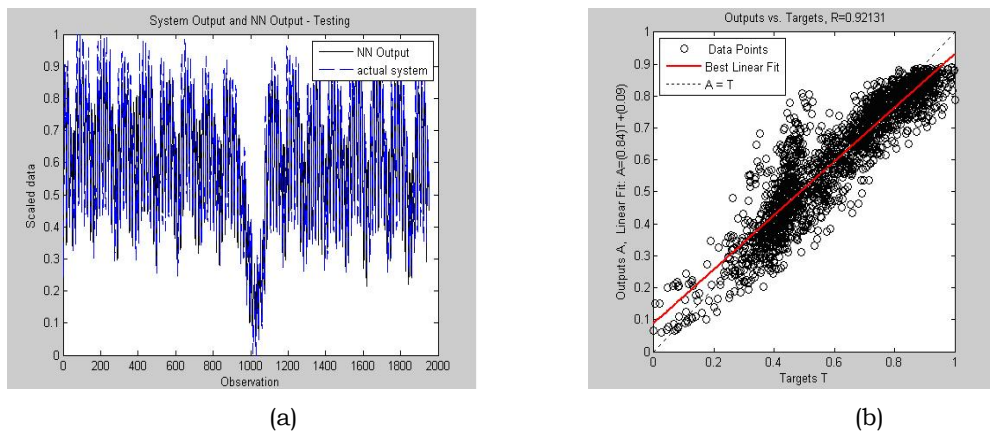 System Output and NN Output - Testing
NN Output
actual system
1
0.9
0.8
0.7
0.6
0.5
0.4
0.3
0.2
0.1
0
Scaled data
0 200 400 600 800 1000 1200 1400 1600 1800 2000
Observation
(a)
Outputs vs. Targets, R=0.92131
Data Points
Best Linear Fit
A = T
1
0.9
0.8
0.7
0.6
0.5
0.4
0.3
0.2
0.1
0
Outputs A, Linear Fit: A=(0.84)T+(0.09)
0 0.2 0.4 0.6 0.8 1
Targets T
(b)